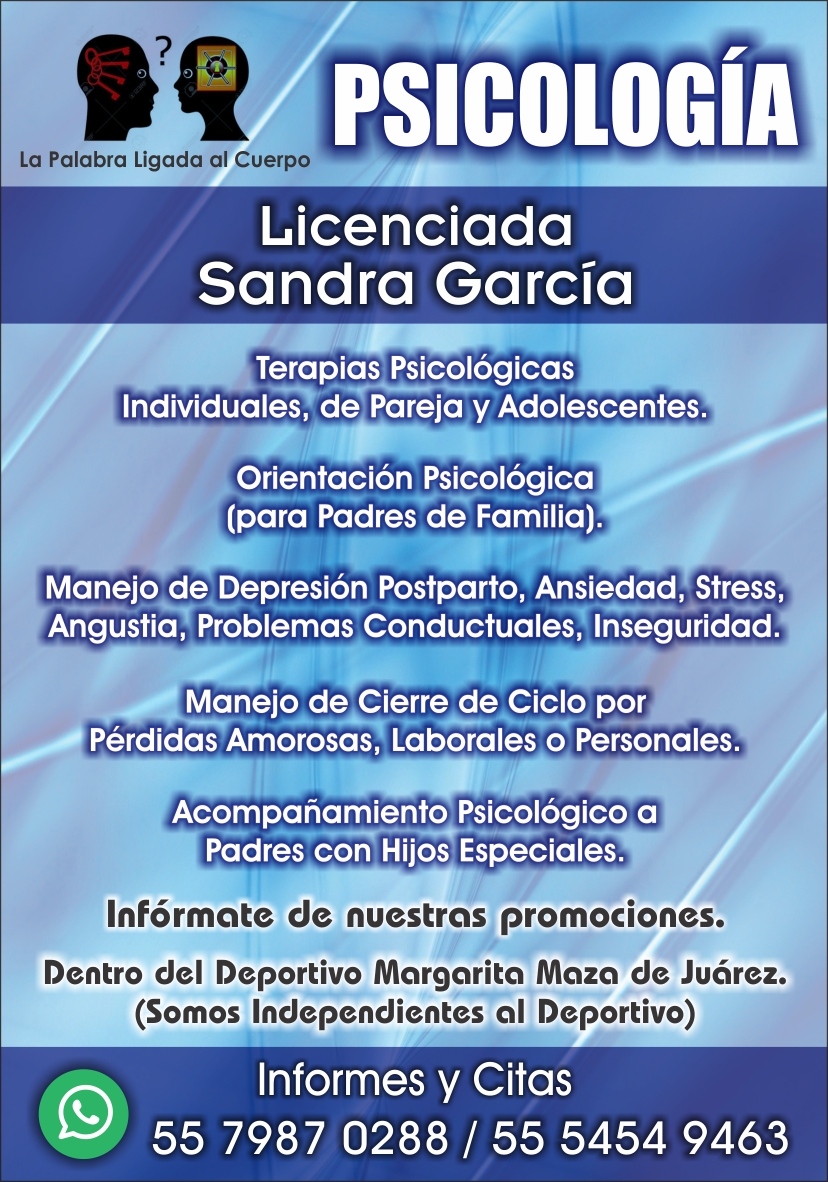 ?
La Palabra Ligada al Cuerpo
PSICOLOGÍA
Licenciada
Sandra García
Terapias Psicológicas
Individuales, de Pareja y Adolescentes.
Orientación Psicológica
(para Padres de Familia).
Manejo de Depresión Postparto, Ansiedad, Stress,
Angustia, Problemas Conductuales, Inseguridad.
Manejo de Cierre de Ciclo por
Pérdidas Amorosas, Laborales o Personales.
Acompañamiento Psicológico a
Padres con Hijos Especiales.
Infórmate de nuestras promociones.
Dentro del Deportivo Margarita Maza de Juárez.
(Somos Independientes al Deportivo)
Informes y Citas
55 7987 0288 / 55 5454 9463